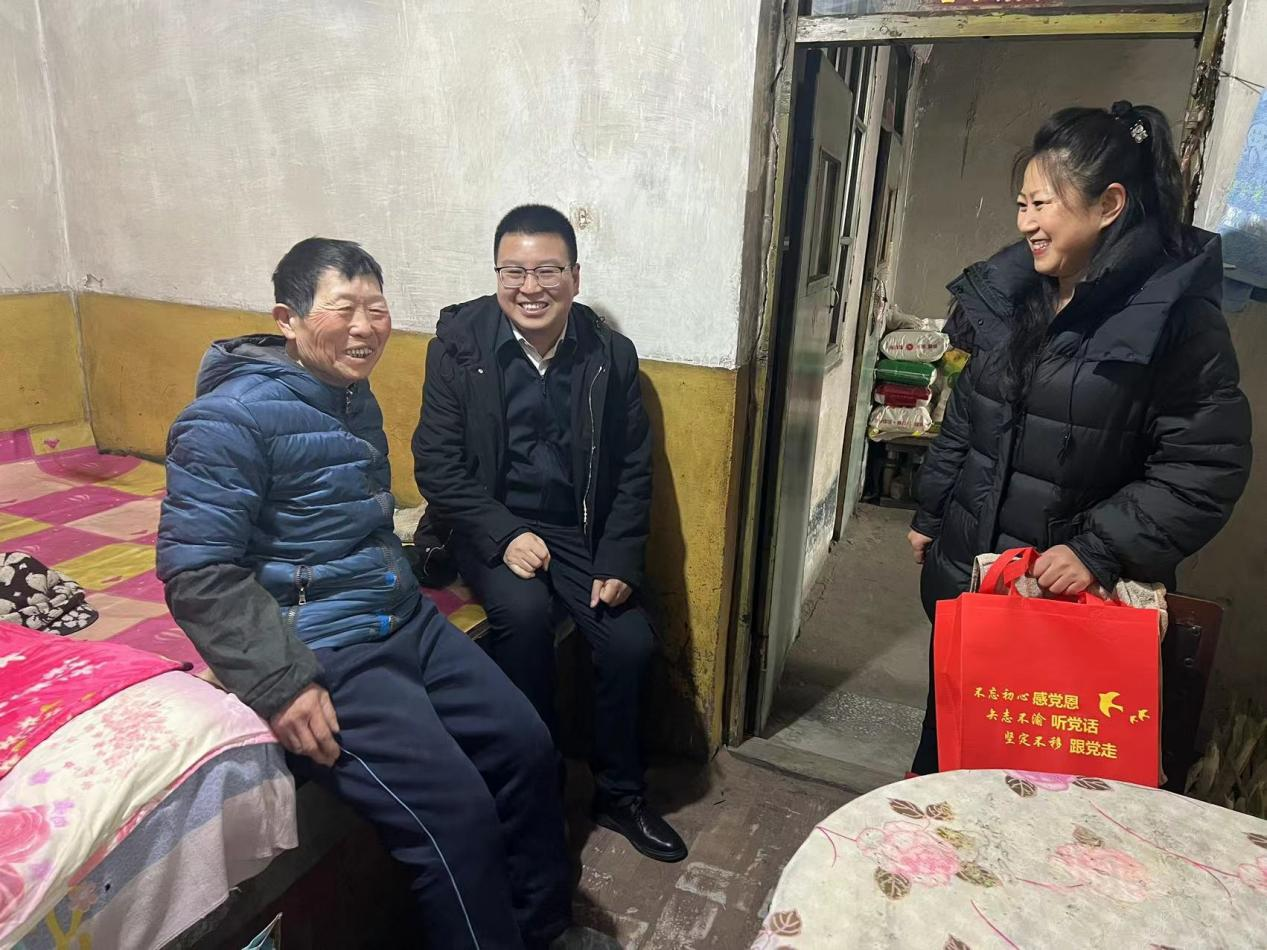 不忘初心 感党恩
矢志不渝 听党话
坚定不移 跟党走